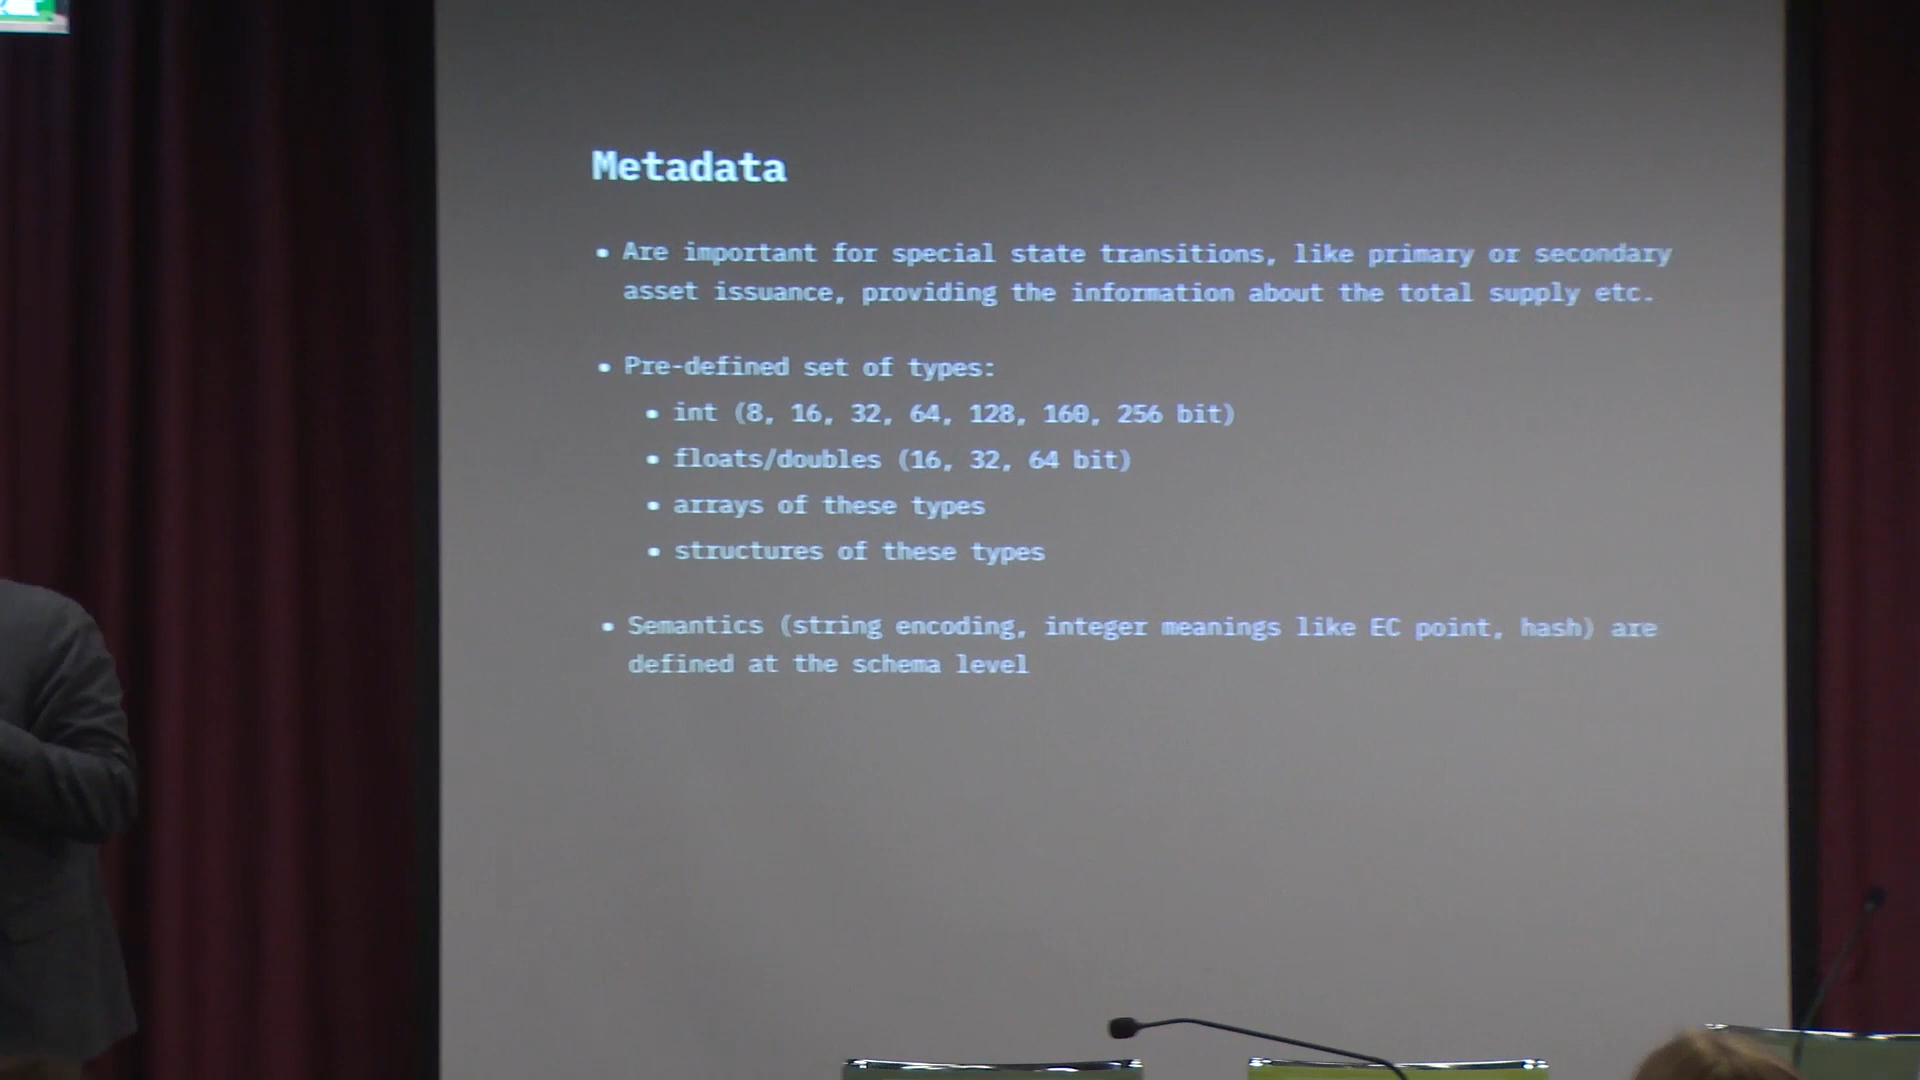 Metadata
• Are important for special state transitions, like primary or secondary
asset issuance, providing the information about the total supply etc.
• Pre-defined set of types:
• int (8, 16, 32, 64, 128, 160, 256 bit)
• floats/doubles (16, 32, 64 bit)
• arrays of these types
• structures of these types
• Semantics (string encoding, integer meanings like EC point, hash) are
defined at the schema level